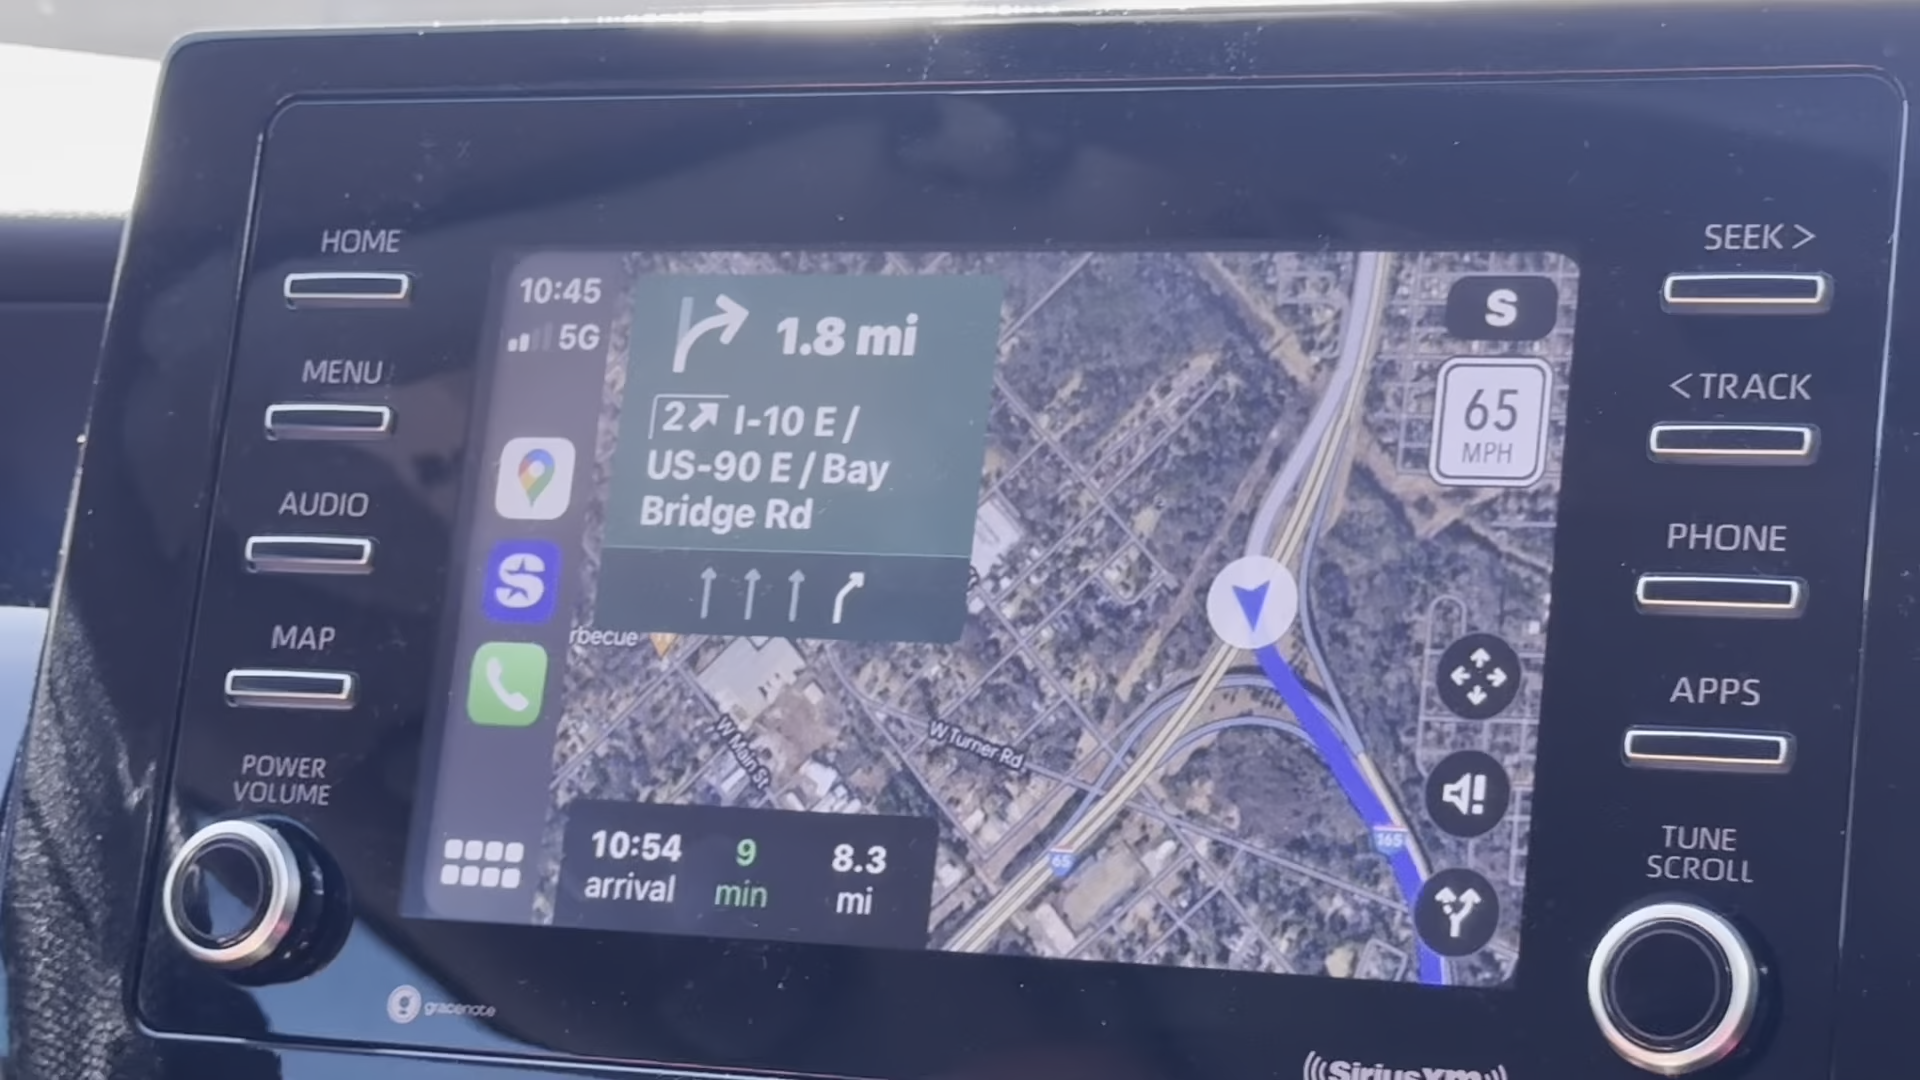 HOME
MENU
AUDIO
MAP
POWER
VOLUME
10:45
5G
1.8 mi
2 I-10 E /
US-90 E / Bay
Bridge Rd
rbecue
W Main St
W Turner Rd
65
165
S
65
MPH
10:54
arrival
9
min
8.3
mi
SEEK >
< TRACK
PHONE
APPS
TUNE
SCROLL
gracenote
SiriusXM